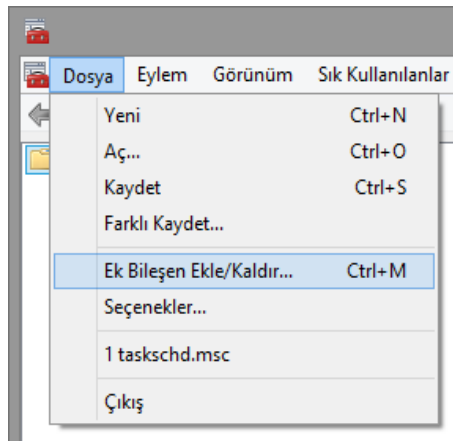 Dosya Eylem Görünüm Sık Kullanılanlar
Yeni Ctrl+N
Aç... Ctrl+O
Kaydet Ctrl+S
Farklı Kaydet...
Ek Bileşen Ekle/Kaldır... Ctrl+M
Seçenekler...
1 taskschd.msc
Çıkış